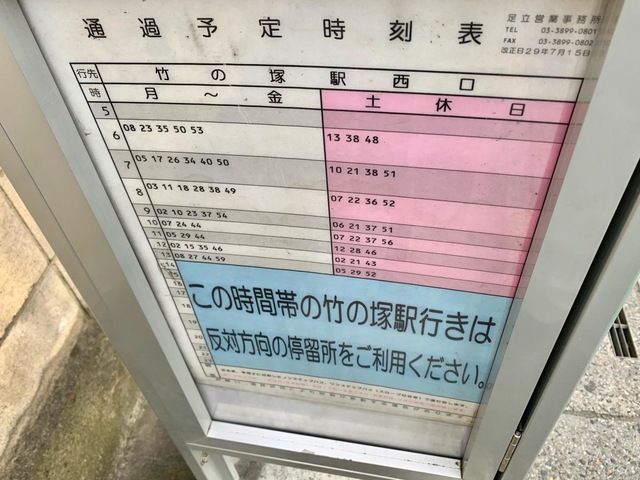 通過予定時刻表
足立営業事務所
TEL 03-3899-0801
FAX 03-3899-0802
改正日29年7月15日
行先 竹の塚駅西口
時 月～金 土休日
5
6 08 23 35 50 53 13 38 48
7 05 17 26 34 40 50 10 21 38 51
8 03 11 18 28 38 49 07 22 36 52
9 02 10 23 37 54 06 21 37 51
10 07 24 44 07 22 37 56
11 05 29 44 12 28 46
12 02 15 35 46 02 21 43
13 08 27 44 59 05 29 52
この時間帯の竹の塚駅行きは
反対方向の停留所をご利用ください。